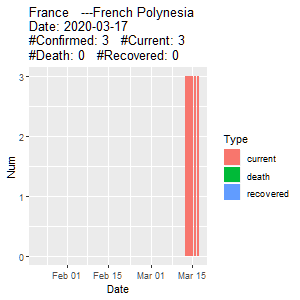 France   ---French Polynesia
Date: 2020-03-17
#Confirmed: 3   #Current: 3
#Death: 0   #Recovered: 0
3
2
1
0
Num
Feb 01
Feb 15
Mar 01
Mar 15
Date
Type
current
death
recovered